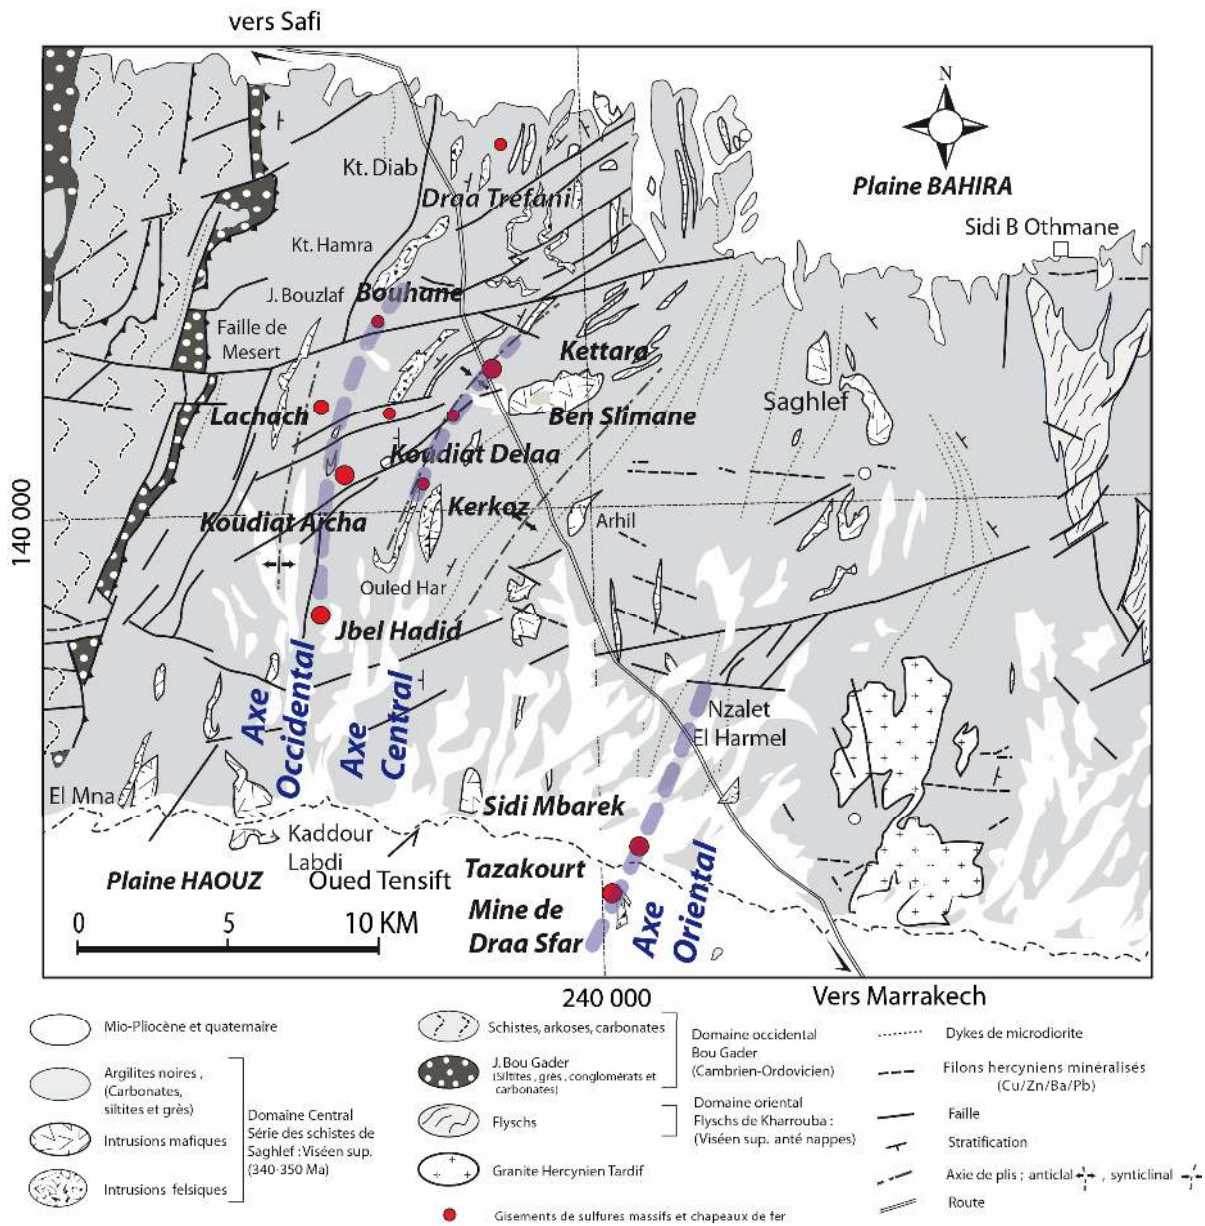 vers Safi
N
Plaine BAHIRA
Sidi B Othmane
Kt. Diab
Draa Trefani
Kt. Hamra
J. Bouzlaf
Bouhane
Faille de
Mesert
Kettara
Saghlef
Lachach
Ben Slimane
Koudiat Delaa
140 000
Koudiat Aïcha
Kerkoz
Arhil
Ouled Har
Jbel Hadid
Axe
Occidental
Axe
Central
Nzalet
El Harmel
El Mna
Sidi Mbarek
Kaddour
Labdi
Plaine HAOUZ
Oued Tensift
Tazakourt
Mine de
Draa Sfar
Axe
Oriental
0 5 10 KM
240 000
Vers Marrakech
Mio-Pliocène et quaternaire
Argilites noires,
(Carbonates,
siltites et grès)
Intrusions mafiques
Intrusions felsiques
Domaine Central
Série des schistes de
Saghlef : Viséen sup.
(340-350 Ma)
Schistes, arkoses, carbonates
J. Bou Gader
(Siltites, grès, conglomérats et
carbonates)
Flyschs
Granite Hercynien Tardif
Gisements de sulfures massifs et chapeaux de fer
Domaine occidental
Bou Gader
(Cambrien-Ordovicien)
Domaine oriental
Flyschs de Kharrouba :
(Viséen sup. anté nappes)
Dykes de microdiorite
Filons hercyniens minéralisés
(Cu/Zn/Ba/Pb)
Faille
Stratification
Axie de plis ; anticlal , synticlinal
Route